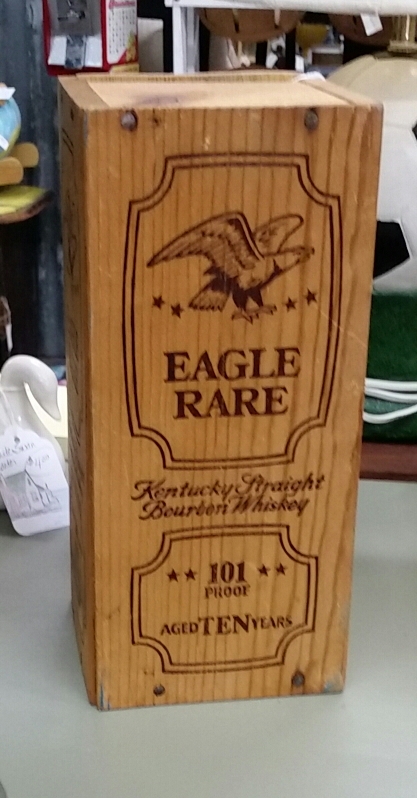 EAGLE
RARE
Kentucky Straight
Bourbon Whiskey
101
PROOF
AGED TEN YEARS